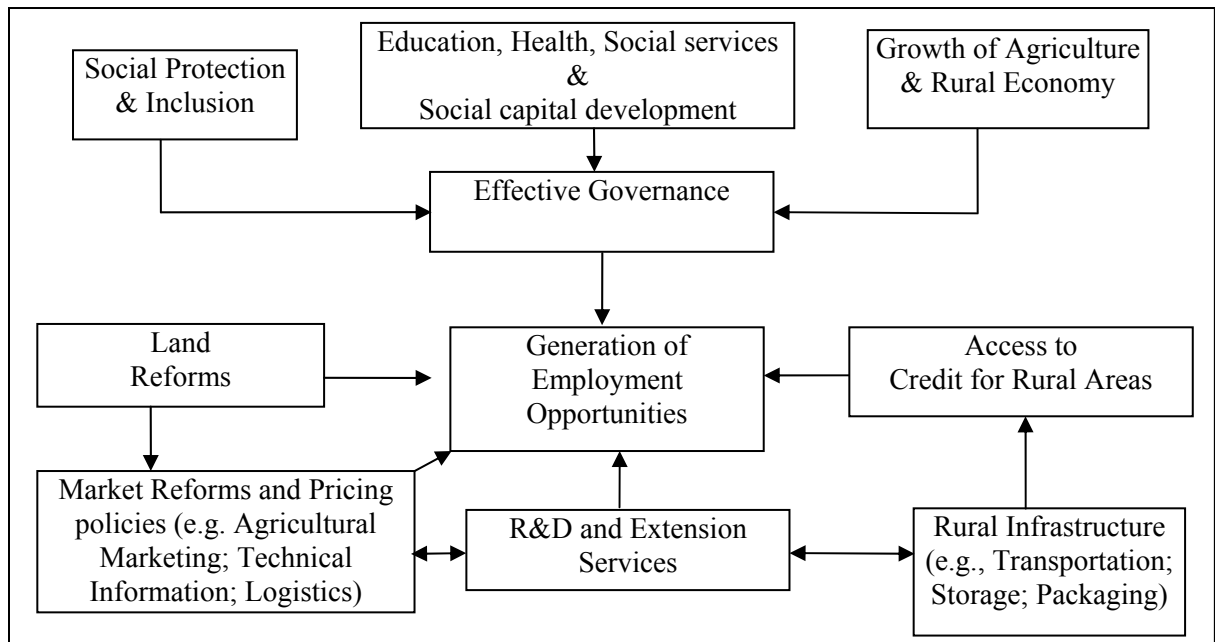 Social Protection
& Inclusion
Education, Health, Social services
&
Social capital development
Growth of Agriculture
& Rural Economy
Effective Governance
Land
Reforms
Generation of
Employment
Opportunities
Access to
Credit for Rural Areas
Market Reforms and Pricing
policies (e.g. Agricultural
Marketing; Technical
Information; Logistics)
R&D and Extension
Services
Rural Infrastructure
(e.g., Transportation;
Storage; Packaging)